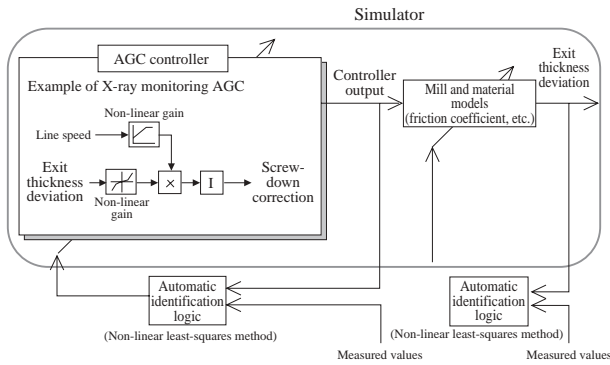 Simulator
AGC controller
Example of X-ray monitoring AGC
Non-linear gain
Line speed
Exit
thickness
deviation
Non-linear
gain
×
I
Screw-
down
correction
Controller
output
Mill and material
models
(friction coefficient, etc.)
Exit
thickness
deviation
Automatic
identification
logic
(Non-linear least-squares method)
Measured values
Automatic
identification
logic
(Non-linear least-squares method)
Measured values